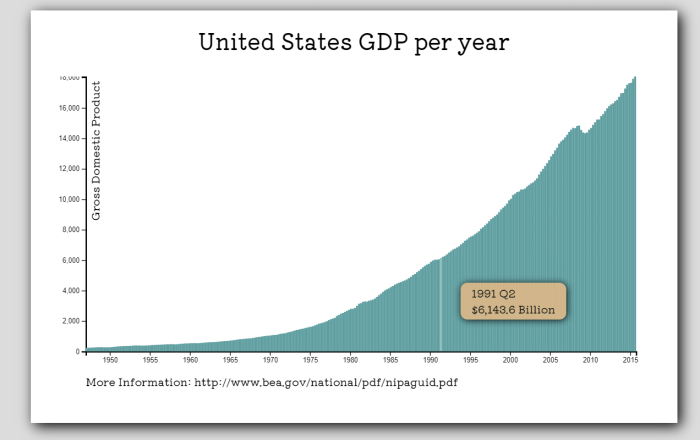 United States GDP per year
18,000
16,000
14,000
12,000
10,000
8,000
6,000
4,000
2,000
0
Gross Domestic Product
1991 Q2
$6,143.6 Billion
1950 1955 1960 1965 1970 1975 1980 1985 1990 1995 2000 2005 2010 2015
More Information: http://www.bea.gov/national/pdf/nipaguid.pdf